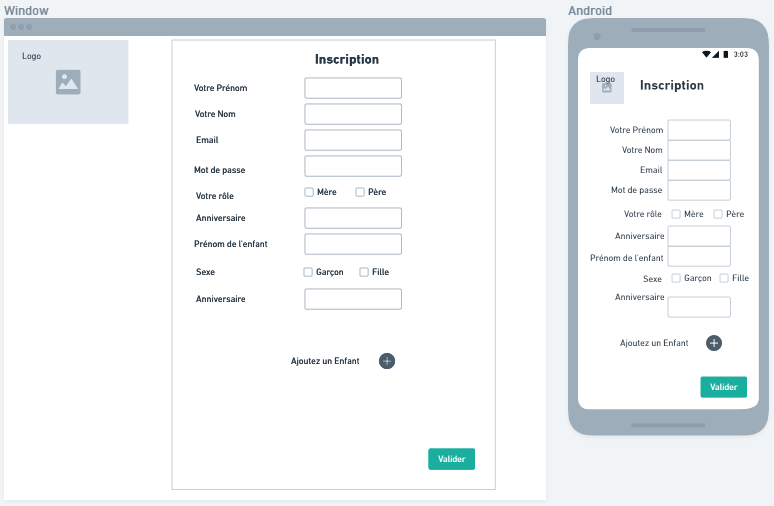 Window
Logo
Inscription
Votre Prénom
Votre Nom
Email
Mot de passe
Votre rôle Mère Père
Anniversaire
Prénom de l'enfant
Sexe Garçon Fille
Anniversaire
Ajoutez un Enfant
Valider
Android
3:03
Logo
Inscription
Votre Prénom
Votre Nom
Email
Mot de passe
Votre rôle Mère Père
Anniversaire
Prénom de l'enfant
Sexe Garçon Fille
Anniversaire
Ajoutez un Enfant
Valider